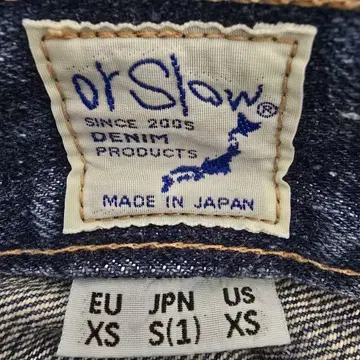 orSlow®
SINCE 2005
DENIM
PRODUCTS
MADE IN JAPAN
EU JPN US
XS S(1) XS